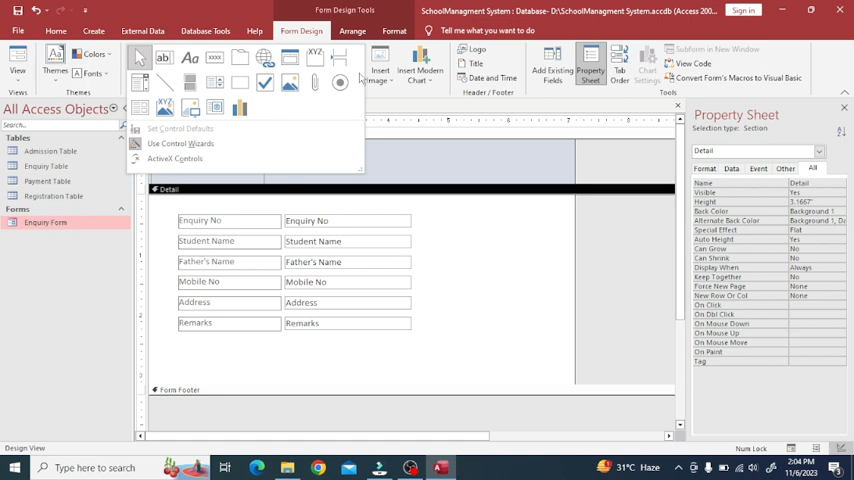 Form Design Tools
SchoolManagment System : Database- D:\SchoolManagment System.accdb (Access 200...
Sign in
File
Home
Create
External Data
Database Tools
Help
Form Design
Arrange
Format
Tell me what you want to do
View
Themes
Colors
Fonts
Aa
ab
XXXX
XYZ
XYZ
Insert Image
Insert Modern Chart
Logo
Title
Date and Time
Add Existing Fields
Property Sheet
Tab Order
Chart Settings
Subform in New Window
View Code
Convert Form's Macros to Visual Basic
Views
Themes
Header / Footer
Tools
Set Control Defaults
Use Control Wizards
ActiveX Controls
All Access Objects
Search...
Tables
Admission Table
Enquiry Table
Payment Table
Registration Table
Forms
Enquiry Form
Detail
Enquiry No Enquiry No
Student Name Student Name
Father's Name Father's Name
Mobile No Mobile No
Address Address
Remarks Remarks
Form Footer
Property Sheet
Selection type: Section
Detail
Format Data Event Other All
Name Detail
Visible Yes
Height 3.1667"
Back Color Background 1
Alternate Back Color Background 1, Da
Special Effect Flat
Auto Height Yes
Can Grow No
Can Shrink No
Display When Always
Keep Together No
Force New Page None
New Row Or Col None
On Click
On Dbl Click
On Mouse Down
On Mouse Up
On Mouse Move
On Paint
Tag
Design View
Num Lock
Type here to search
31°C Haze
2:04 PM
11/6/2023